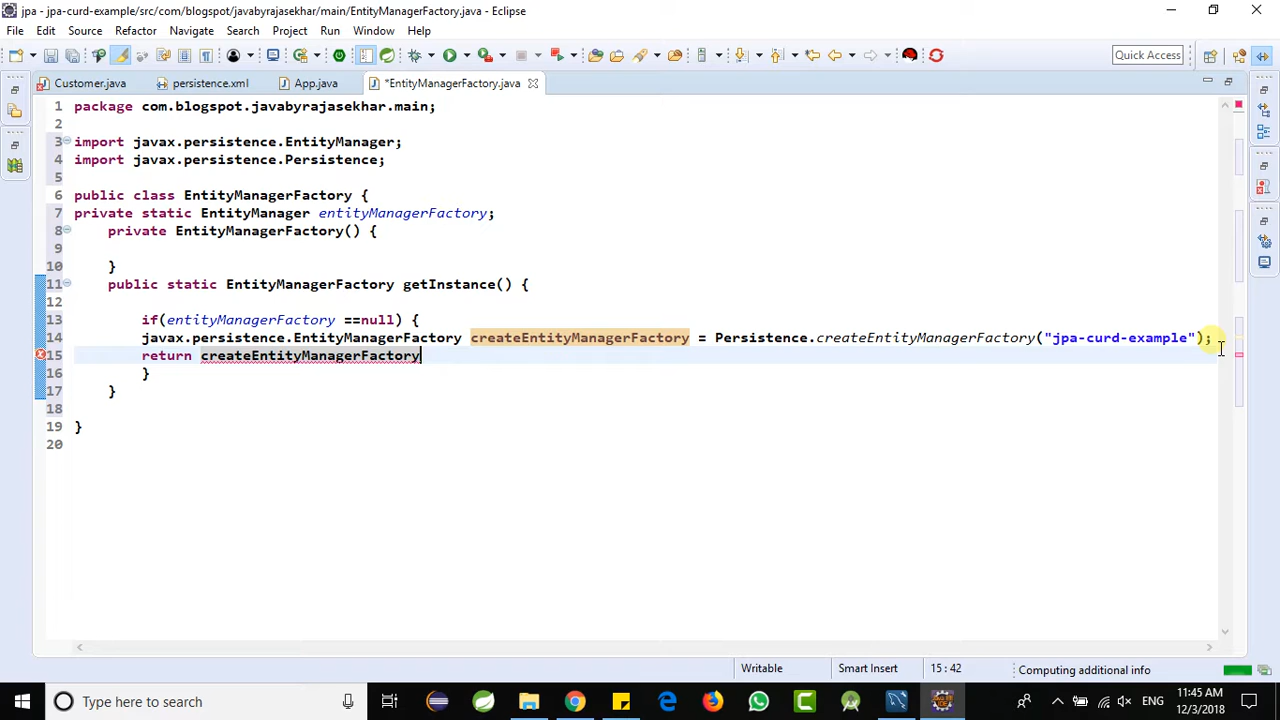 jpa - jpa-curd-example/src/com/blogspot/javabyrajasekhar/main/EntityManagerFactory.java - Eclipse
File Edit Source Refactor Navigate Search Project Run Window Help
Quick Access
Customer.java persistence.xml App.java *EntityManagerFactory.java
1 package com.blogspot.javabyrajasekhar.main;
2
3 import javax.persistence.EntityManager;
4 import javax.persistence.Persistence;
5
6 public class EntityManagerFactory {
7 private static EntityManager entityManagerFactory;
8 private EntityManagerFactory() {
9
10 }
11 public static EntityManagerFactory getInstance() {
12
13 if(entityManagerFactory ==null) {
14 javax.persistence.EntityManagerFactory createEntityManagerFactory = Persistence.createEntityManagerFactory("jpa-curd-example");
15 return createEntityManagerFactory
16 }
17 }
18
19 }
20
Writable Smart Insert 15 : 42 Computing additional info
Type here to search ENG 11:45 AM 12/3/2018